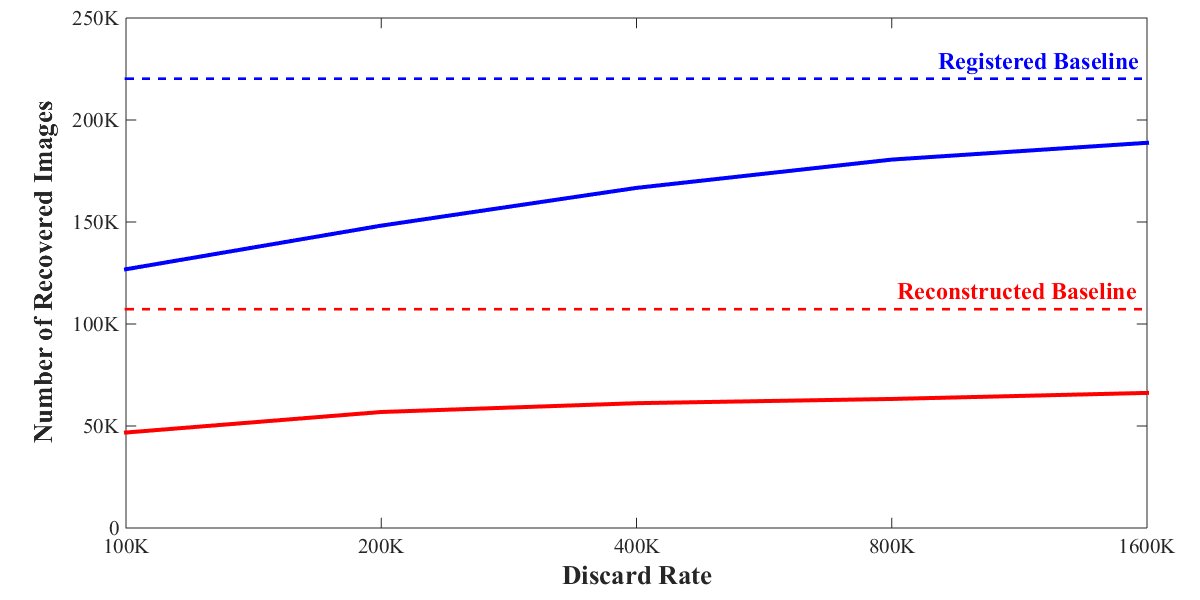 250K
200K
150K
100K
50K
0
Number of Recovered Images
Registered Baseline
Reconstructed Baseline
100K 200K 400K 800K 1600K
Discard Rate